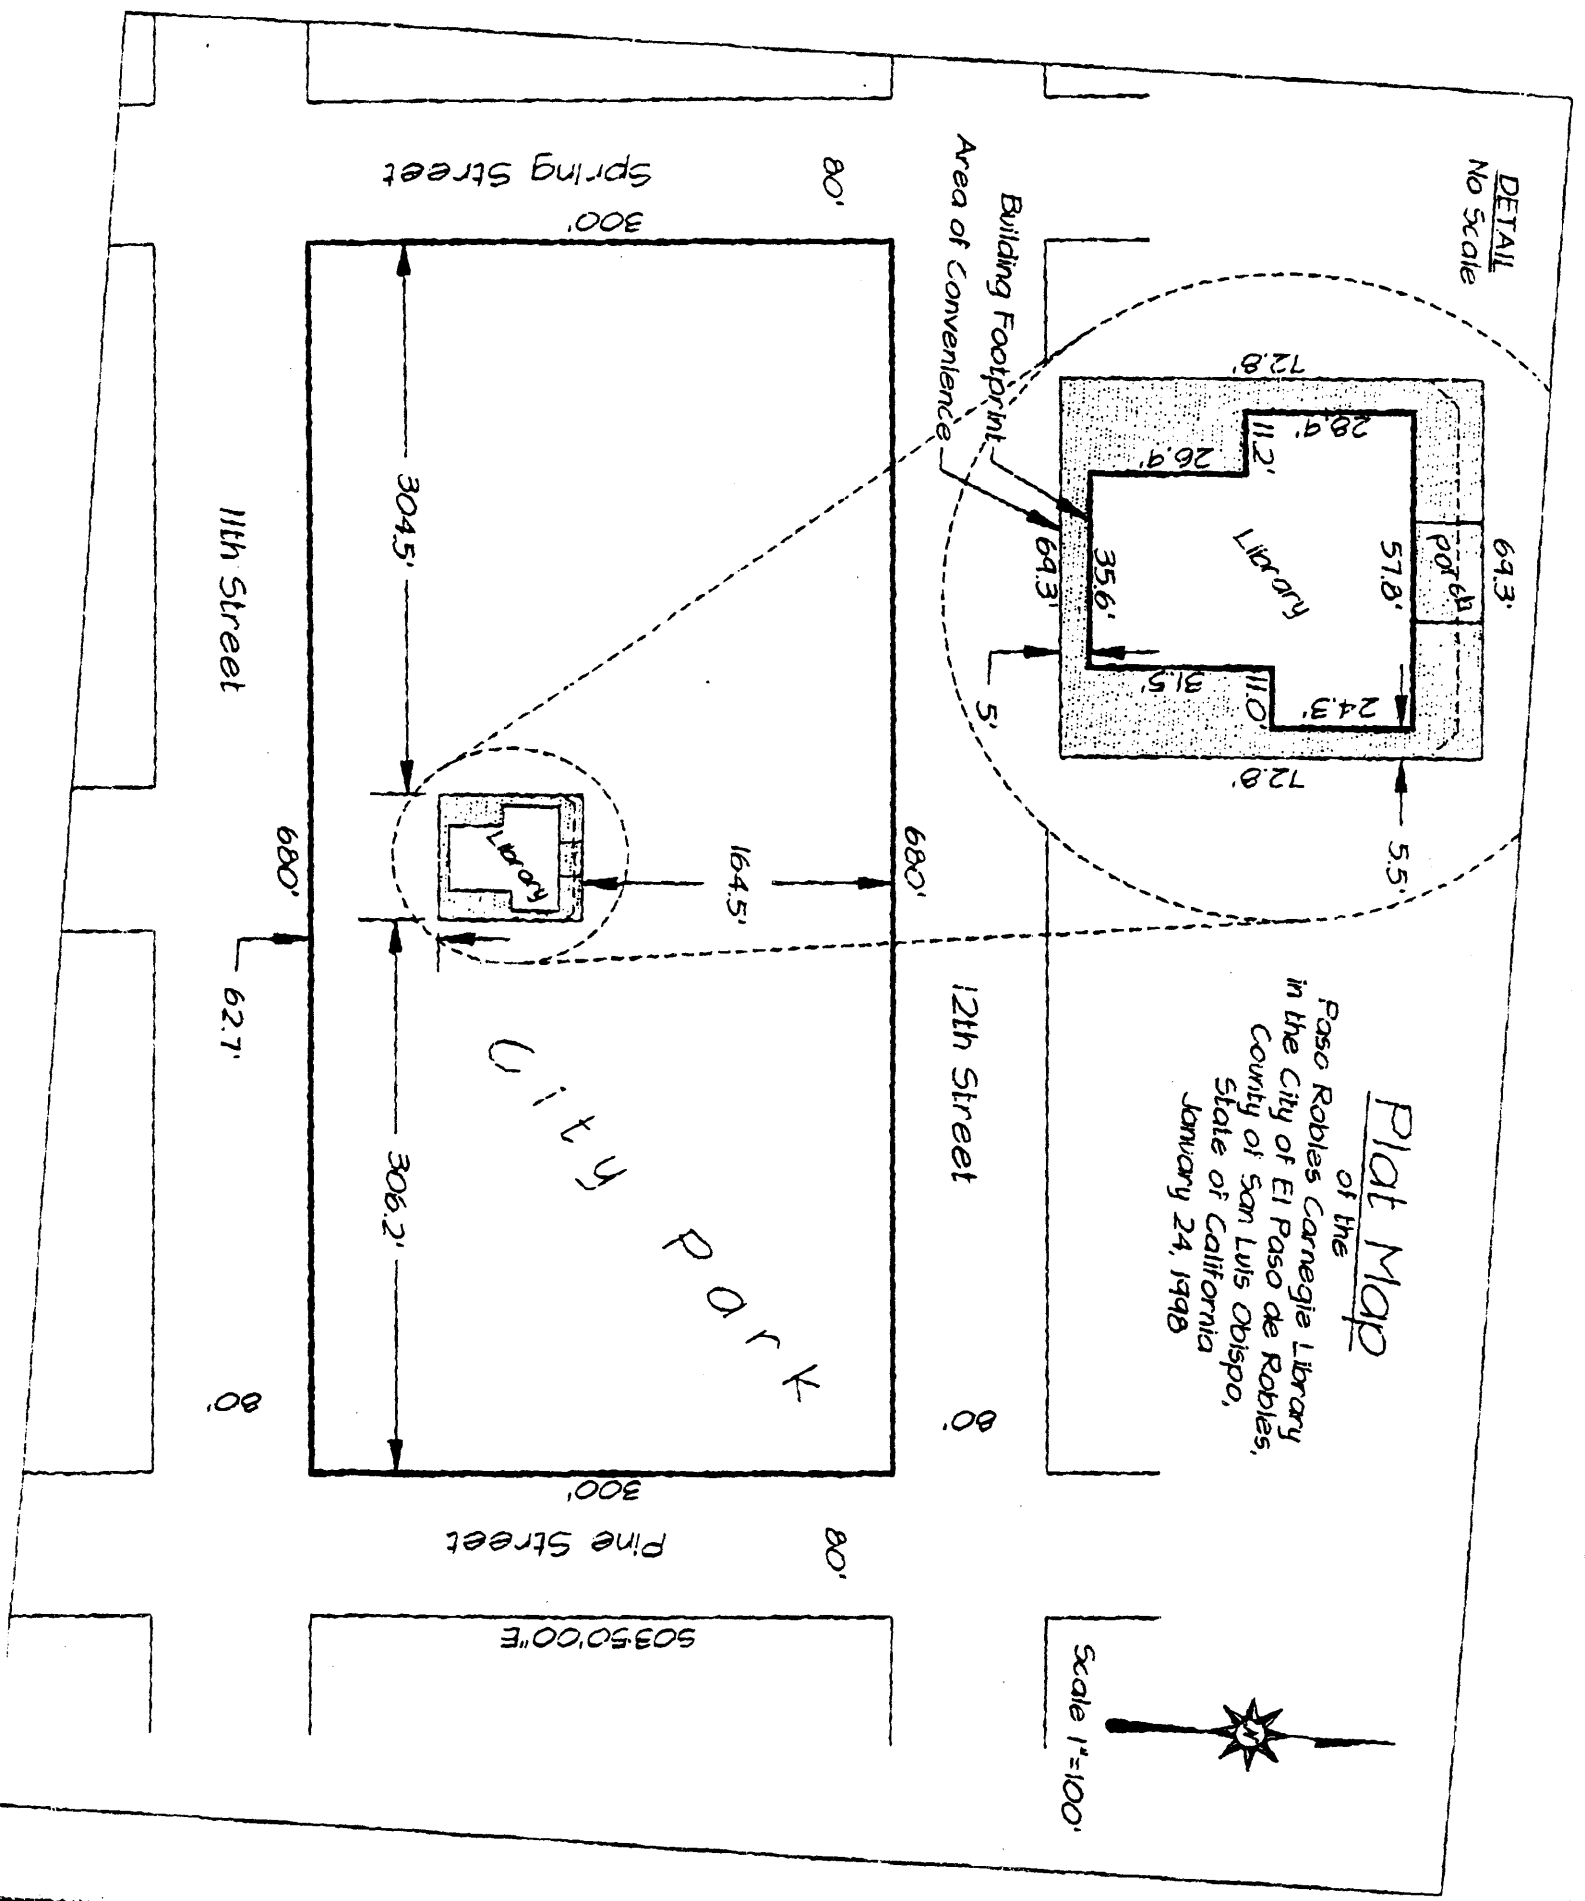 DETAIL
No Scale
69.3'
72.8'
Porch
57.8'
28.9'
11.2'
26.9'
Library
24.3'
11.0'
31.5'
35.6'
69.3'
72.8'
5.5'
5'
Building Footprint
Area of Convenience
Plat Map
of the
Paso Robles Carnegie Library
in the City of El Paso de Robles,
County of San Luis Obispo,
State of California
January 24, 1998
N
Scale 1"=100'
80'
12th Street
80'
680'
80'
Spring Street
300'
164.5'
Library
City Park
304.5'
306.2'
300'
Pine Street
S03°50'00"E
680'
62.7'
11th Street
80'